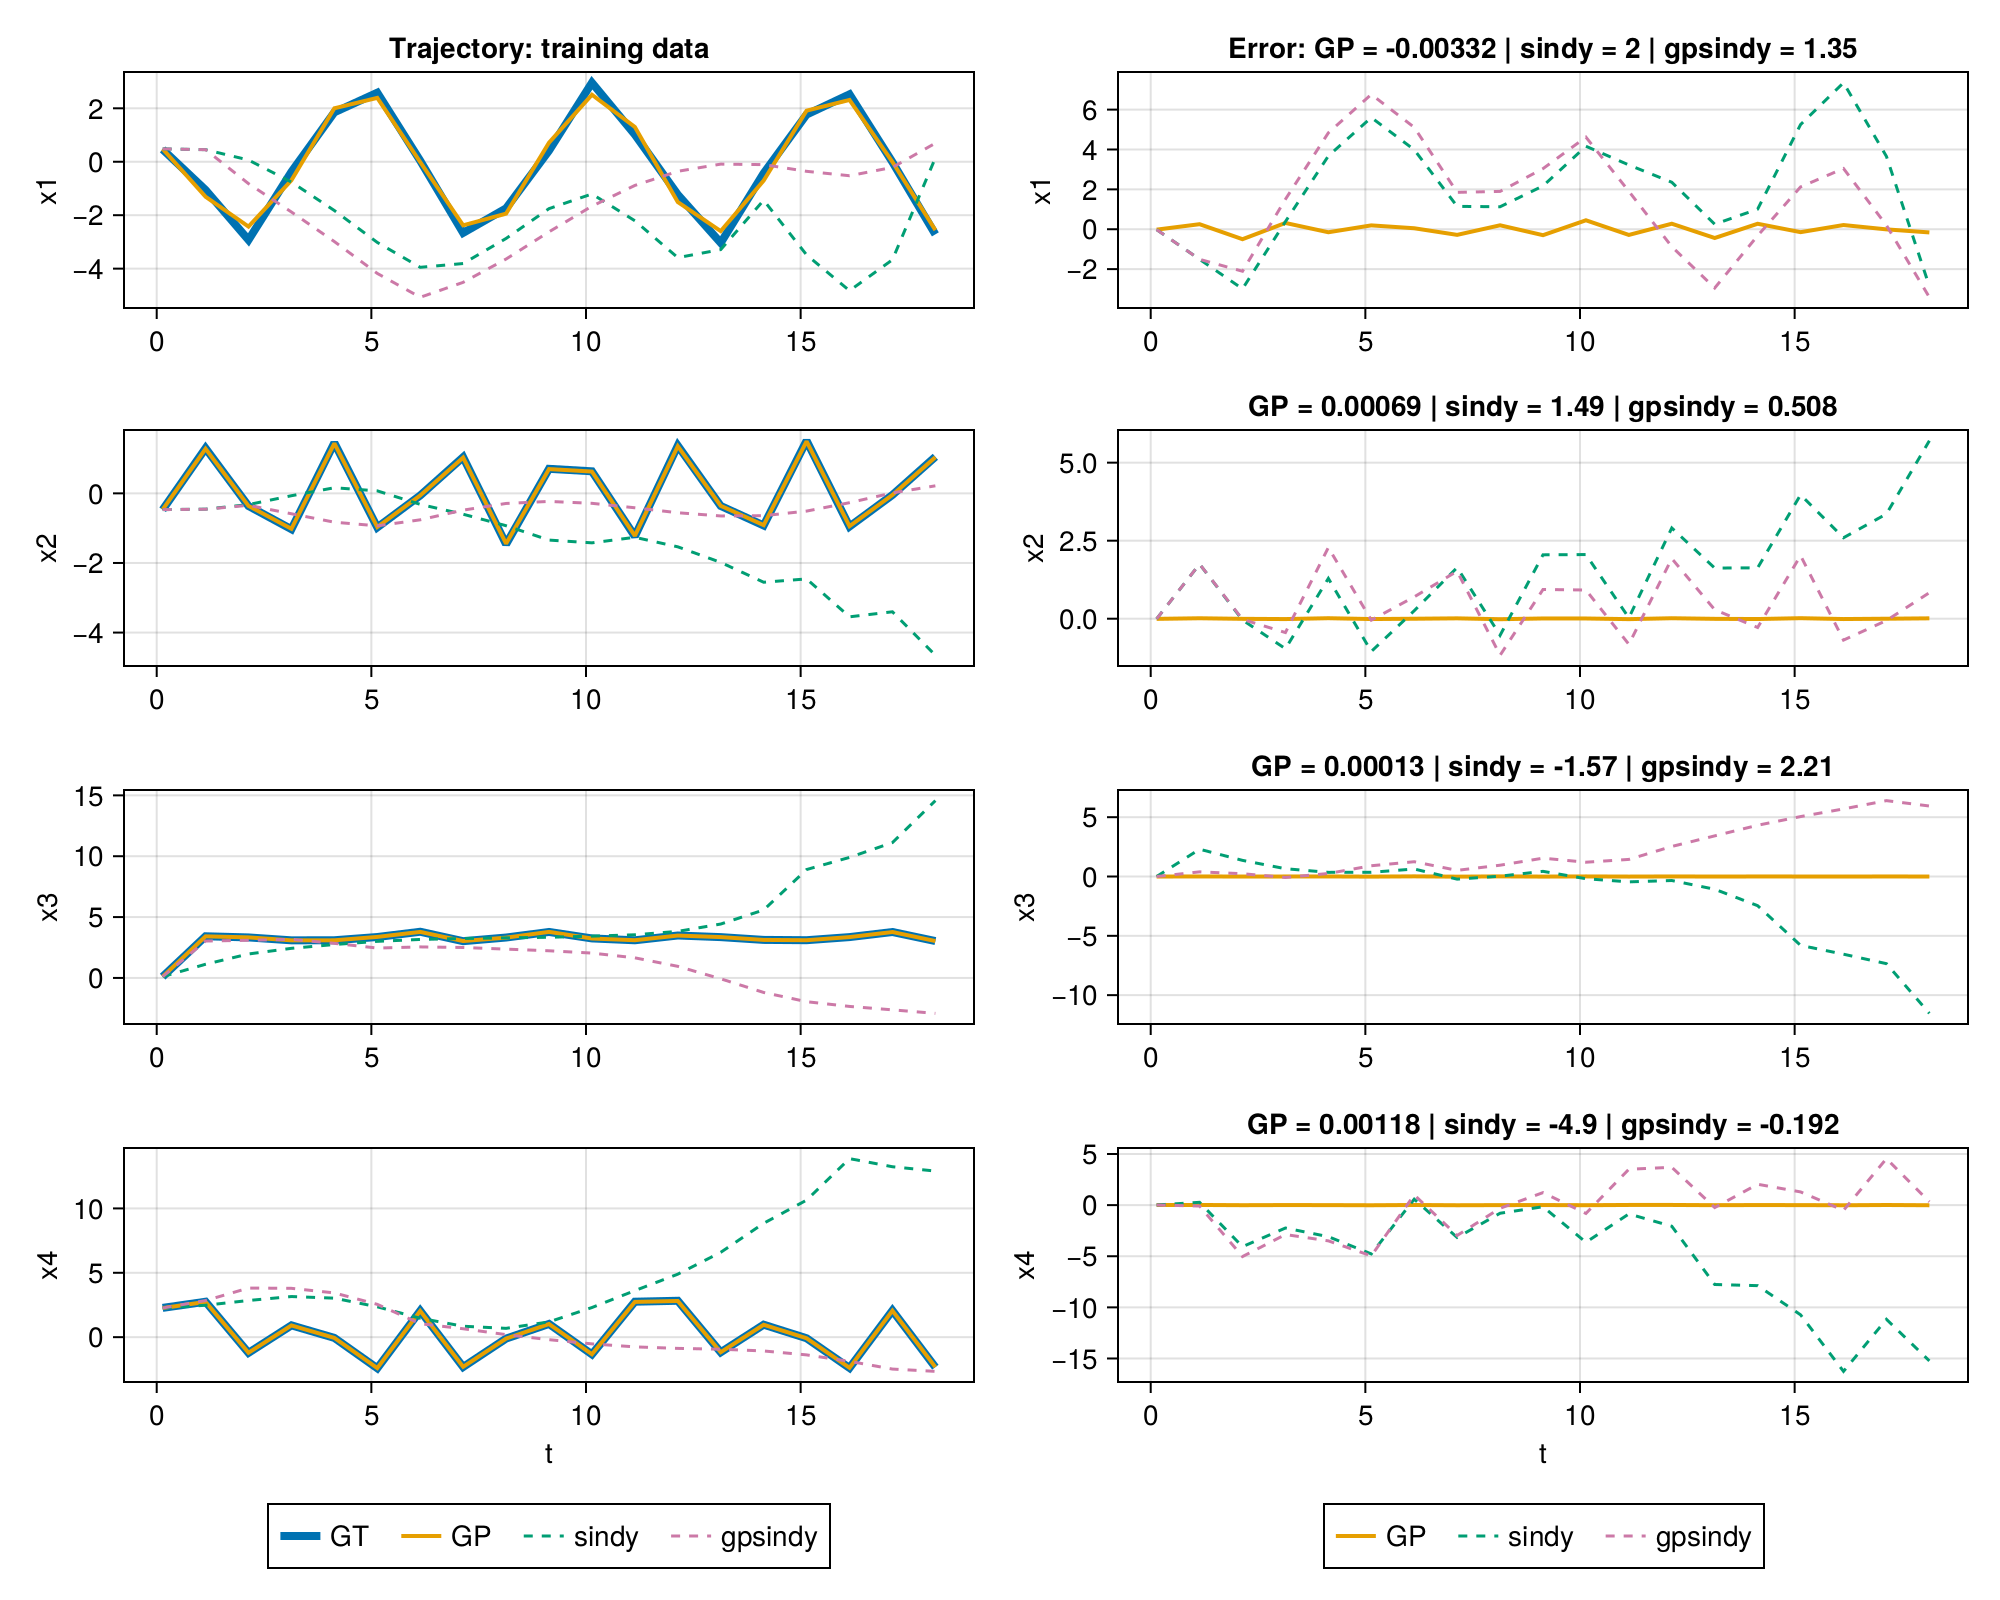 Trajectory: training data
x1
2
0
−2
−4
0 5 10 15
Error: GP = -0.00332 | sindy = 2 | gpsindy = 1.35
x1
6
4
2
0
−2
0 5 10 15
x2
0
−2
−4
0 5 10 15
GP = 0.00069 | sindy = 1.49 | gpsindy = 0.508
x2
5.0
2.5
0.0
0 5 10 15
x3
15
10
5
0
0 5 10 15
GP = 0.00013 | sindy = -1.57 | gpsindy = 2.21
x3
5
0
−5
−10
0 5 10 15
x4
10
5
0
0 5 10 15
t
GP = 0.00118 | sindy = -4.9 | gpsindy = -0.192
x4
5
0
−5
−10
−15
0 5 10 15
t
GT GP sindy gpsindy
GP sindy gpsindy